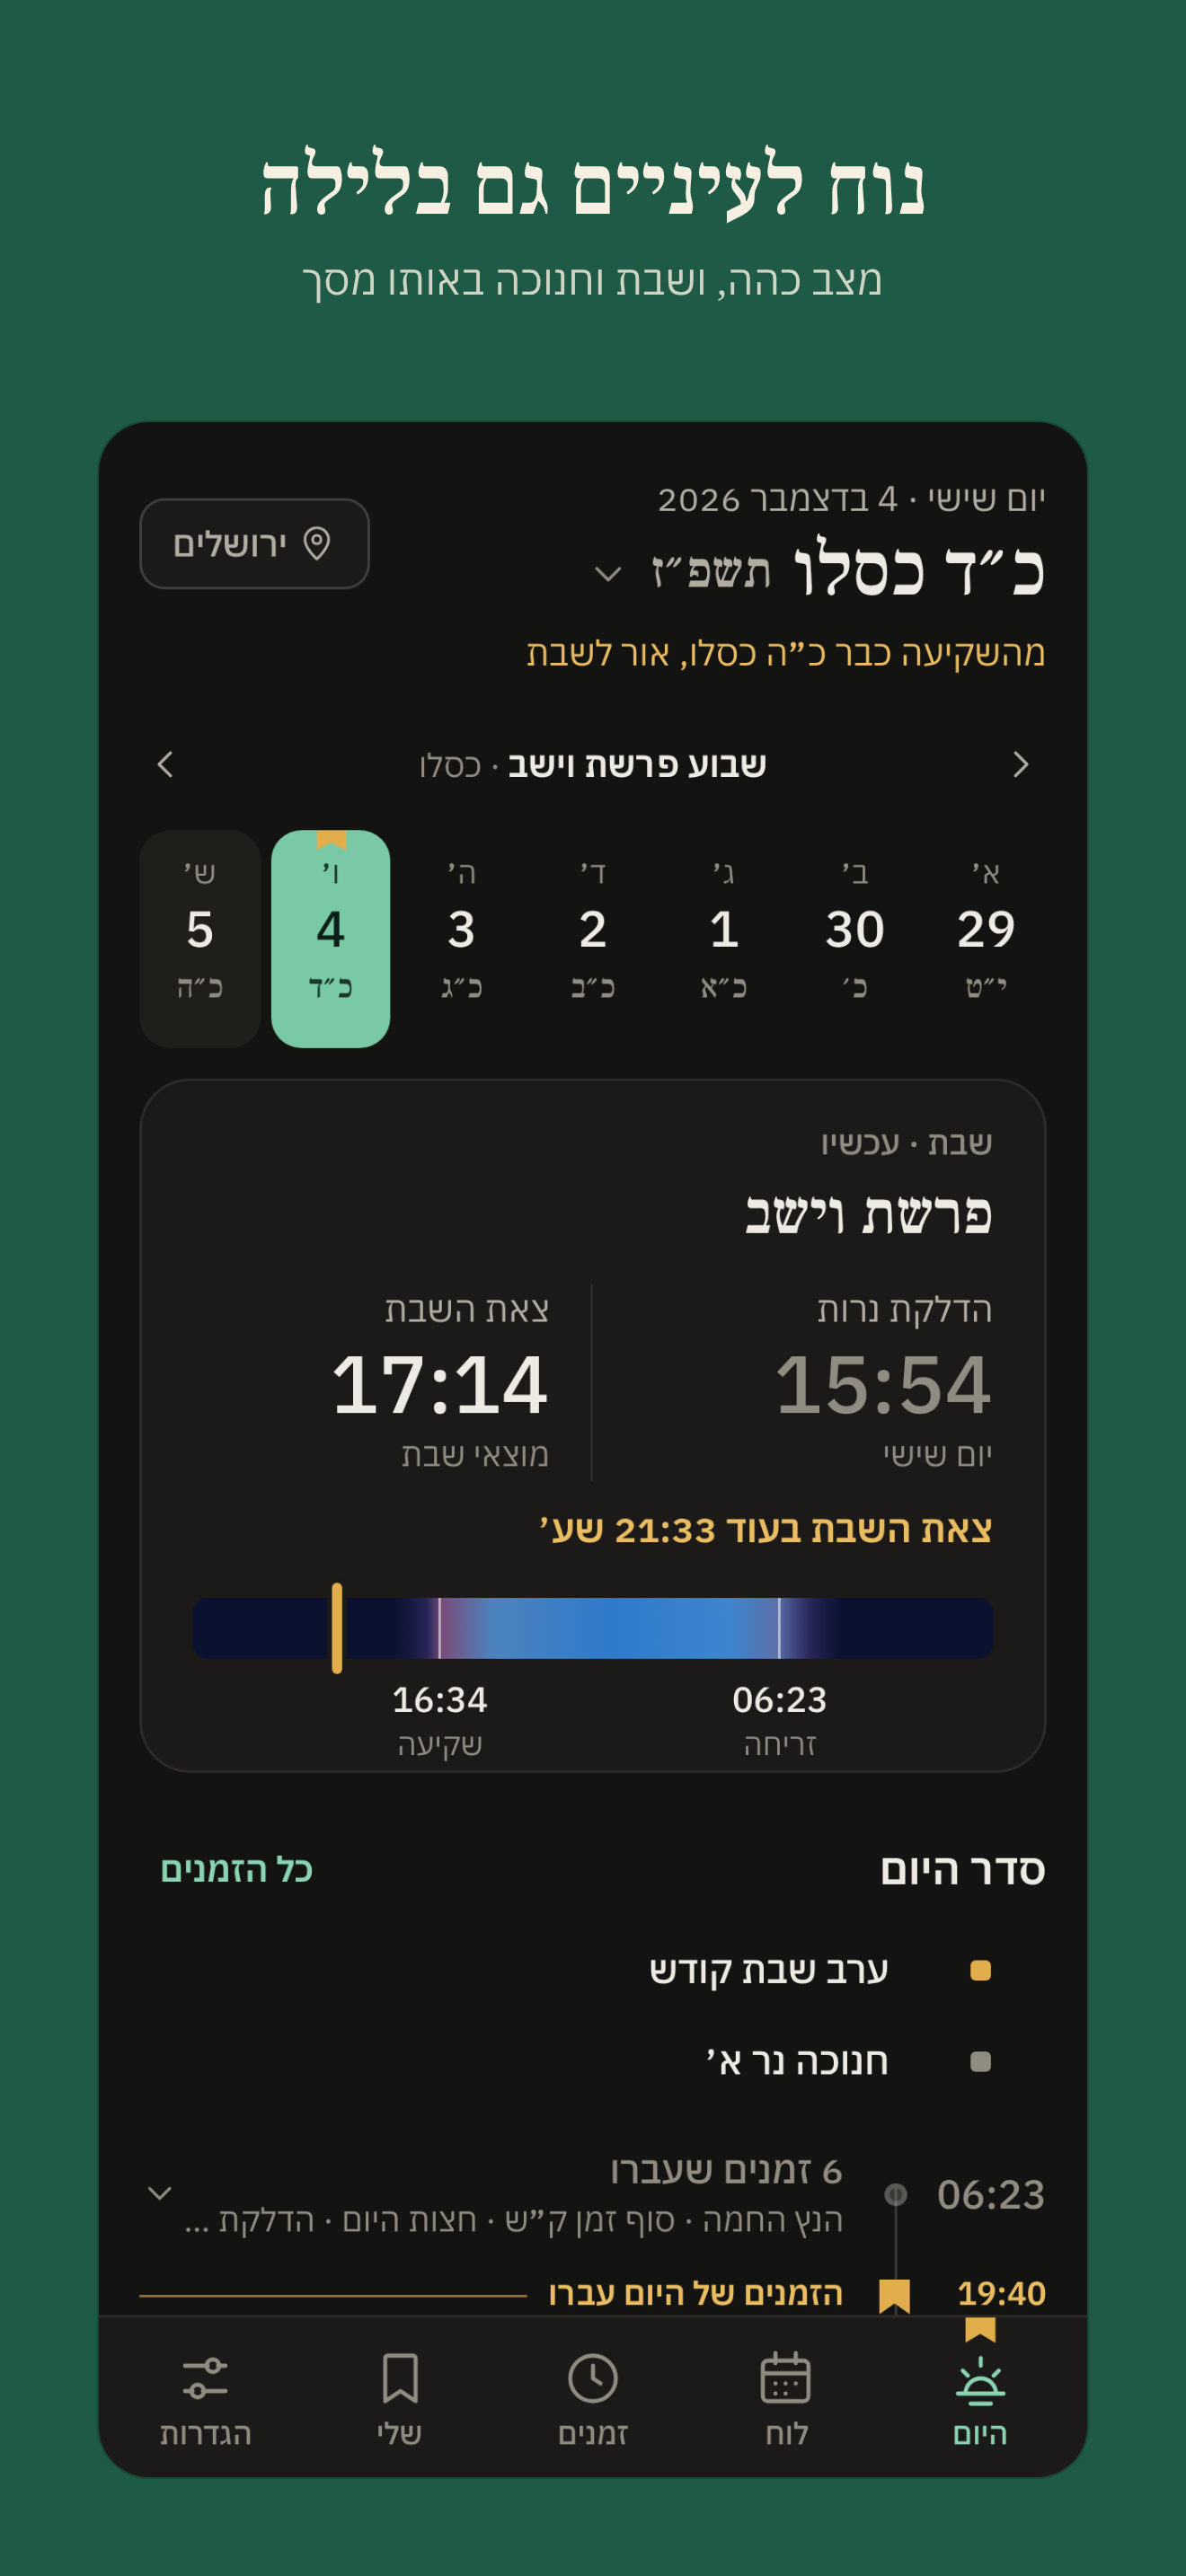 נוח לעיניים גם בלילה
מצב כהה, ושבת וחנוכה באותו מסך
יום שישי · 4 בדצמבר 2026
כ״ד כסלו תשפ״ז
ירושלים
מהשקיעה כבר כ״ה כסלו, אור לשבת
שבוע פרשת וישב · כסלו
א׳ ב׳ ג׳ ד׳ ה׳ ו׳ ש׳
29 30 1 2 3 4 5
י״ט כ׳ כ״א כ״ב כ״ג כ״ד כ״ה
שבת · עכשיו
פרשת וישב
הדלקת נרות
15:54
יום שישי
צאת השבת
17:14
מוצאי שבת
צאת השבת בעוד 21:33 שע׳
06:23 16:34
זריחה שקיעה
סדר היום
כל הזמנים
ערב שבת קודש
חנוכה נר א׳
06:23 6 זמנים שעברו
הנץ החמה · סוף זמן ק״ש · חצות היום · הדלקת ...
19:40 הזמנים של היום עברו
היום לוח זמנים שלי הגדרות